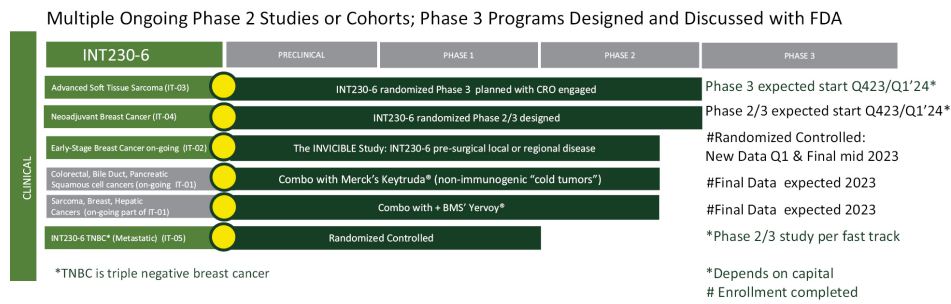 Multiple Ongoing Phase 2 Studies or Cohorts; Phase 3 Programs Designed and Discussed with FDA
CLINICAL
INT230-6
PRECLINICAL
PHASE 1
PHASE 2
PHASE 3
Advanced Soft Tissue Sarcoma (IT-03)
INT230-6 randomized Phase 3 planned with CRO engaged
Phase 3 expected start Q423/Q1'24*
Neoadjuvant Breast Cancer (IT-04)
INT230-6 randomized Phase 2/3 designed
Phase 2/3 expected start Q423/Q1'24*
Early-Stage Breast Cancer on-going (IT-02)
The INVICIBLE Study: INT230-6 pre-surgical local or regional disease
#Randomized Controlled:
New Data Q1 & Final mid 2023
Colorectal, Bile Duct, Pancreatic
Squamous cell cancers (on-going IT-01)
Combo with Merck's Keytruda® (non-immunogenic "cold tumors")
#Final Data expected 2023
Sarcoma, Breast, Hepatic
Cancers (on-going part of IT-01)
Combo with + BMS' Yervoy®
#Final Data expected 2023
INT230-6 TNBC* (Metastatic) (IT-05)
Randomized Controlled
*Phase 2/3 study per fast track
*TNBC is triple negative breast cancer
*Depends on capital
# Enrollment completed